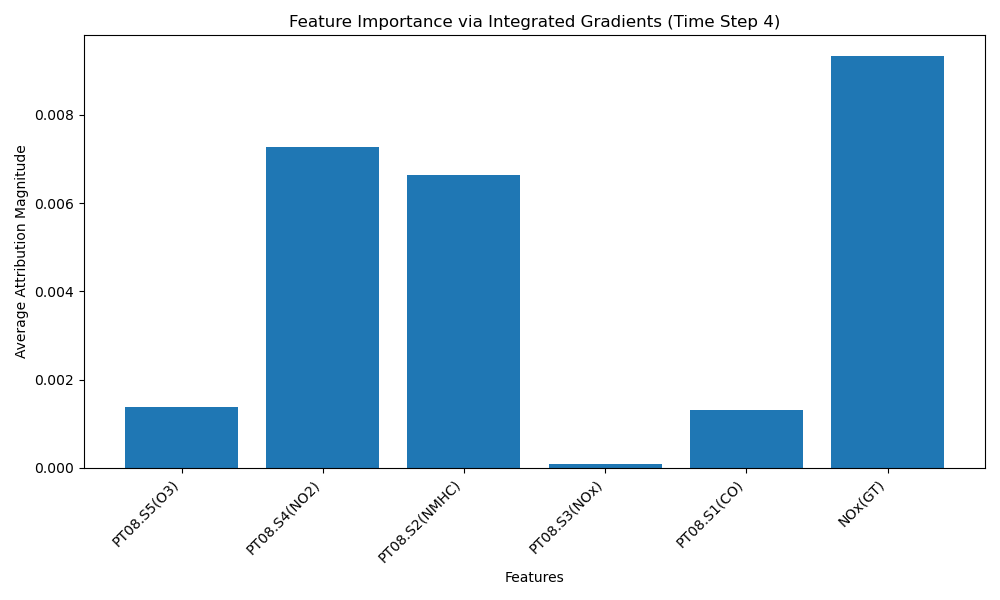 Feature Importance via Integrated Gradients (Time Step 4)
Average Attribution Magnitude
0.008
0.006
0.004
0.002
0.000
PT08.S5(O3)
PT08.S4(NO2)
PT08.S2(NMHC)
PT08.S3(NOx)
PT08.S1(CO)
NOx(GT)
Features